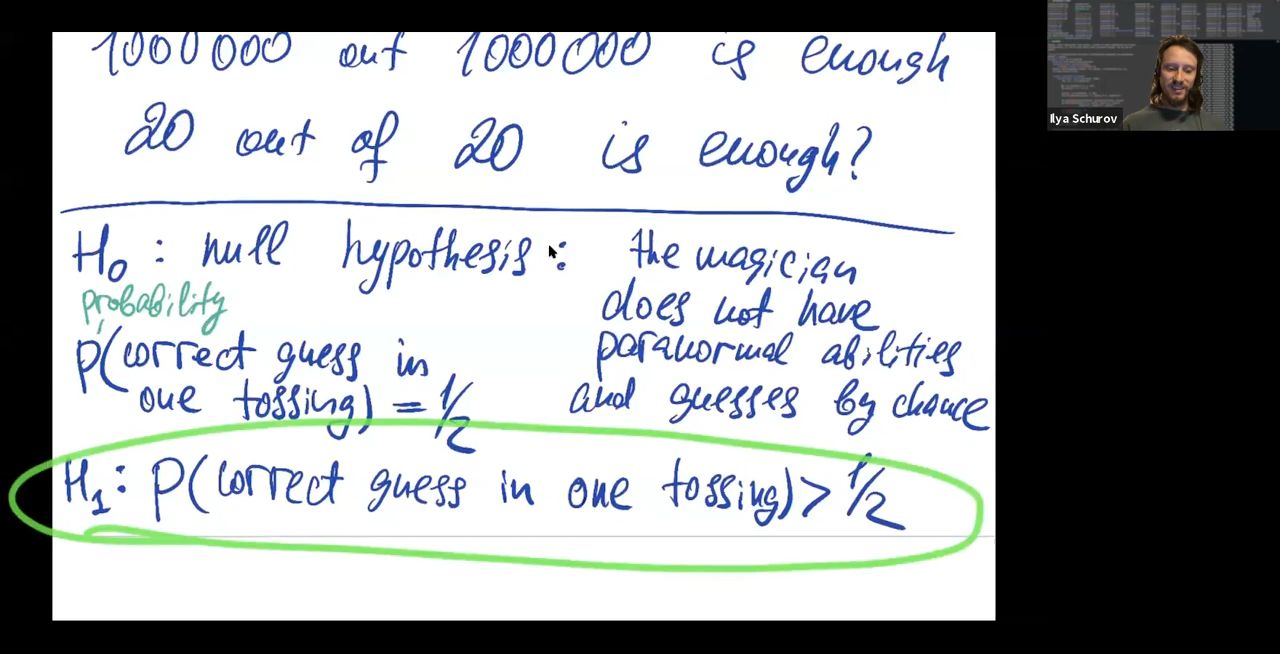 1000000 out 1000000 is enough
20 out of 20 is enough?
H₀ : null hypothesis : the magician
does not have
paranormal abilities
and guesses by chance
probability
P(correct guess in
one tossing) = 1/2
H₁ : P(correct guess in one tossing) > 1/2
Ilya Schurov